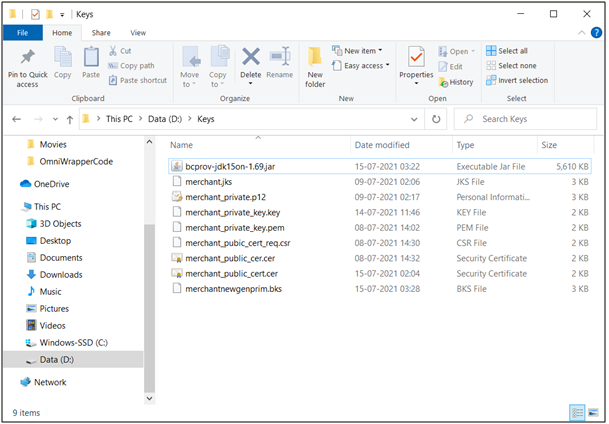 Keys
File Home Share View
Pin to Quick access
Copy
Paste
Cut
Copy path
Paste shortcut
Clipboard
Move to
Copy to
Delete
Rename
Organize
New folder
New item
Easy access
New
Properties
Open
Edit
History
Open
Select all
Select none
Invert selection
Select
This PC > Data (D:) > Keys
Search Keys
Movies
OmniWrapperCode
OneDrive
This PC
3D Objects
Desktop
Documents
Downloads
Music
Pictures
Videos
Windows-SSD (C:)
Data (D:)
Network
Name Date modified Type Size
bcprov-jdk15on-1.69.jar 15-07-2021 03:22 Executable Jar File 5,610 KB
merchant.jks 09-07-2021 02:06 JKS File 3 KB
merchant_private.p12 09-07-2021 02:17 Personal Informati... 3 KB
merchant_private_key.key 14-07-2021 11:46 KEY File 2 KB
merchant_private_key.pem 08-07-2021 14:02 PEM File 2 KB
merchant_pubic_cert_req.csr 08-07-2021 14:30 CSR File 2 KB
merchant_public_cer.cer 08-07-2021 14:32 Security Certificate 2 KB
merchant_public_cert.cer 15-07-2021 02:04 Security Certificate 2 KB
merchantnewgenprim.bks 15-07-2021 03:28 BKS File 3 KB
9 items